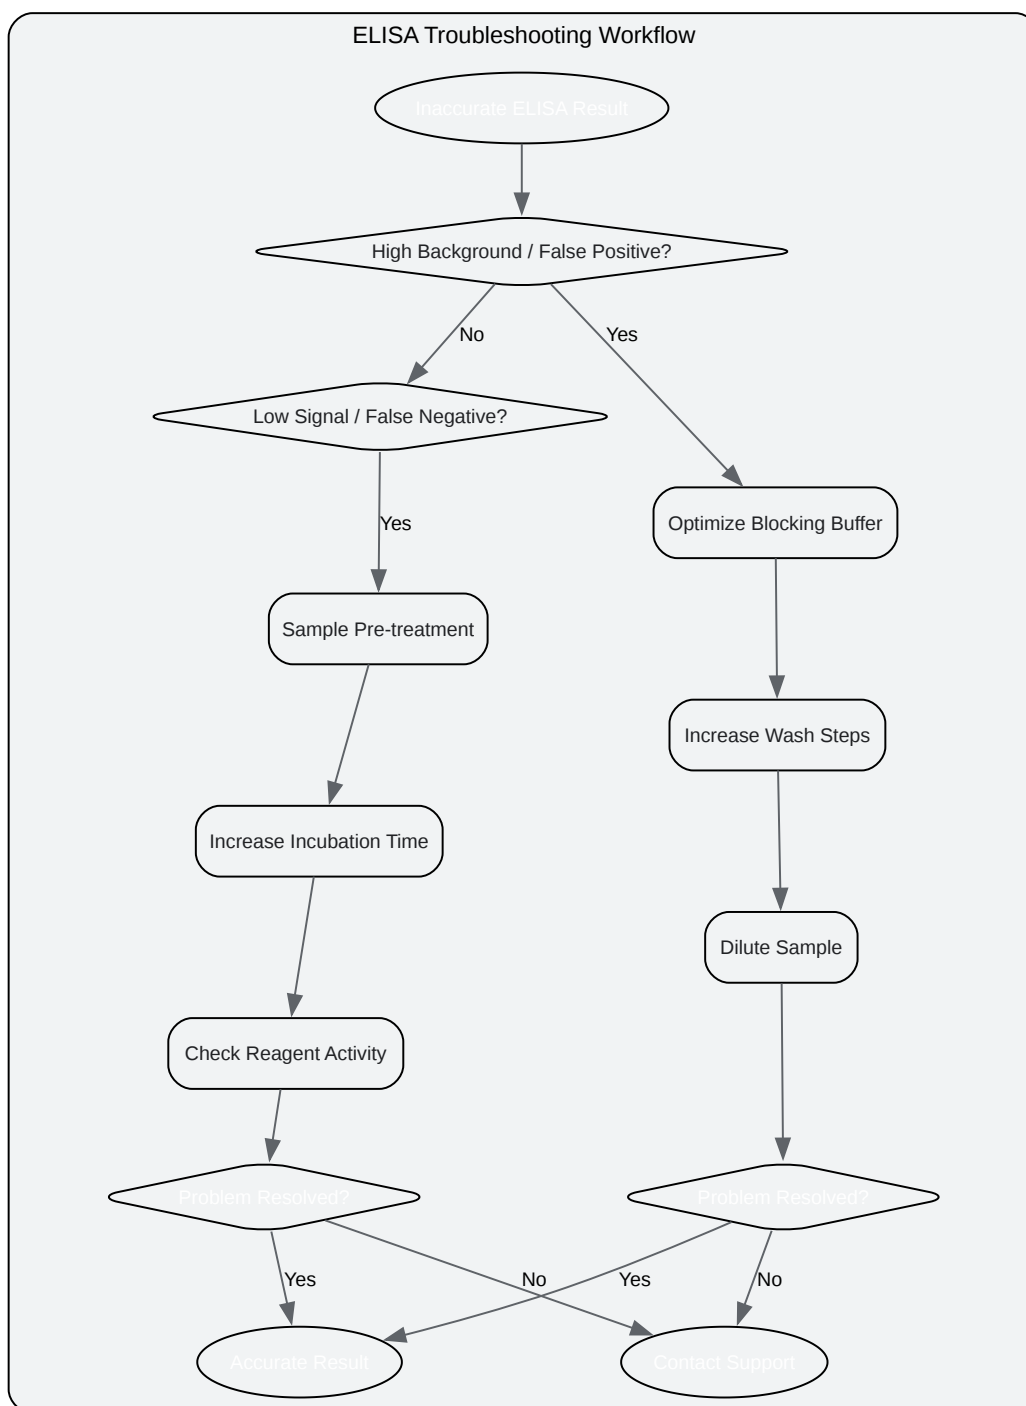 ELISA Troubleshooting Workflow
Inaccurate ELISA Result
High Background / False Positive?
No
Yes
Low Signal / False Negative?
Yes
Optimize Blocking Buffer
Sample Pre-treatment
Increase Wash Steps
Increase Incubation Time
Dilute Sample
Check Reagent Activity
Problem Resolved?
Problem Resolved?
Yes
No
Yes
No
Accurate Result
Contact Support